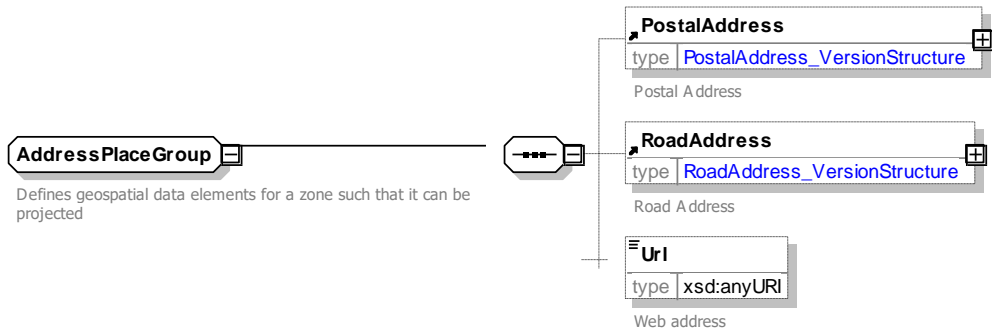 PostalAddress
type PostalAddress_VersionStructure
Postal Address
AddressPlaceGroup
Defines geospatial data elements for a zone such that it can be
projected
RoadAddress
type RoadAddress_VersionStructure
Road Address
Url
type xsd:anyURI
Web address